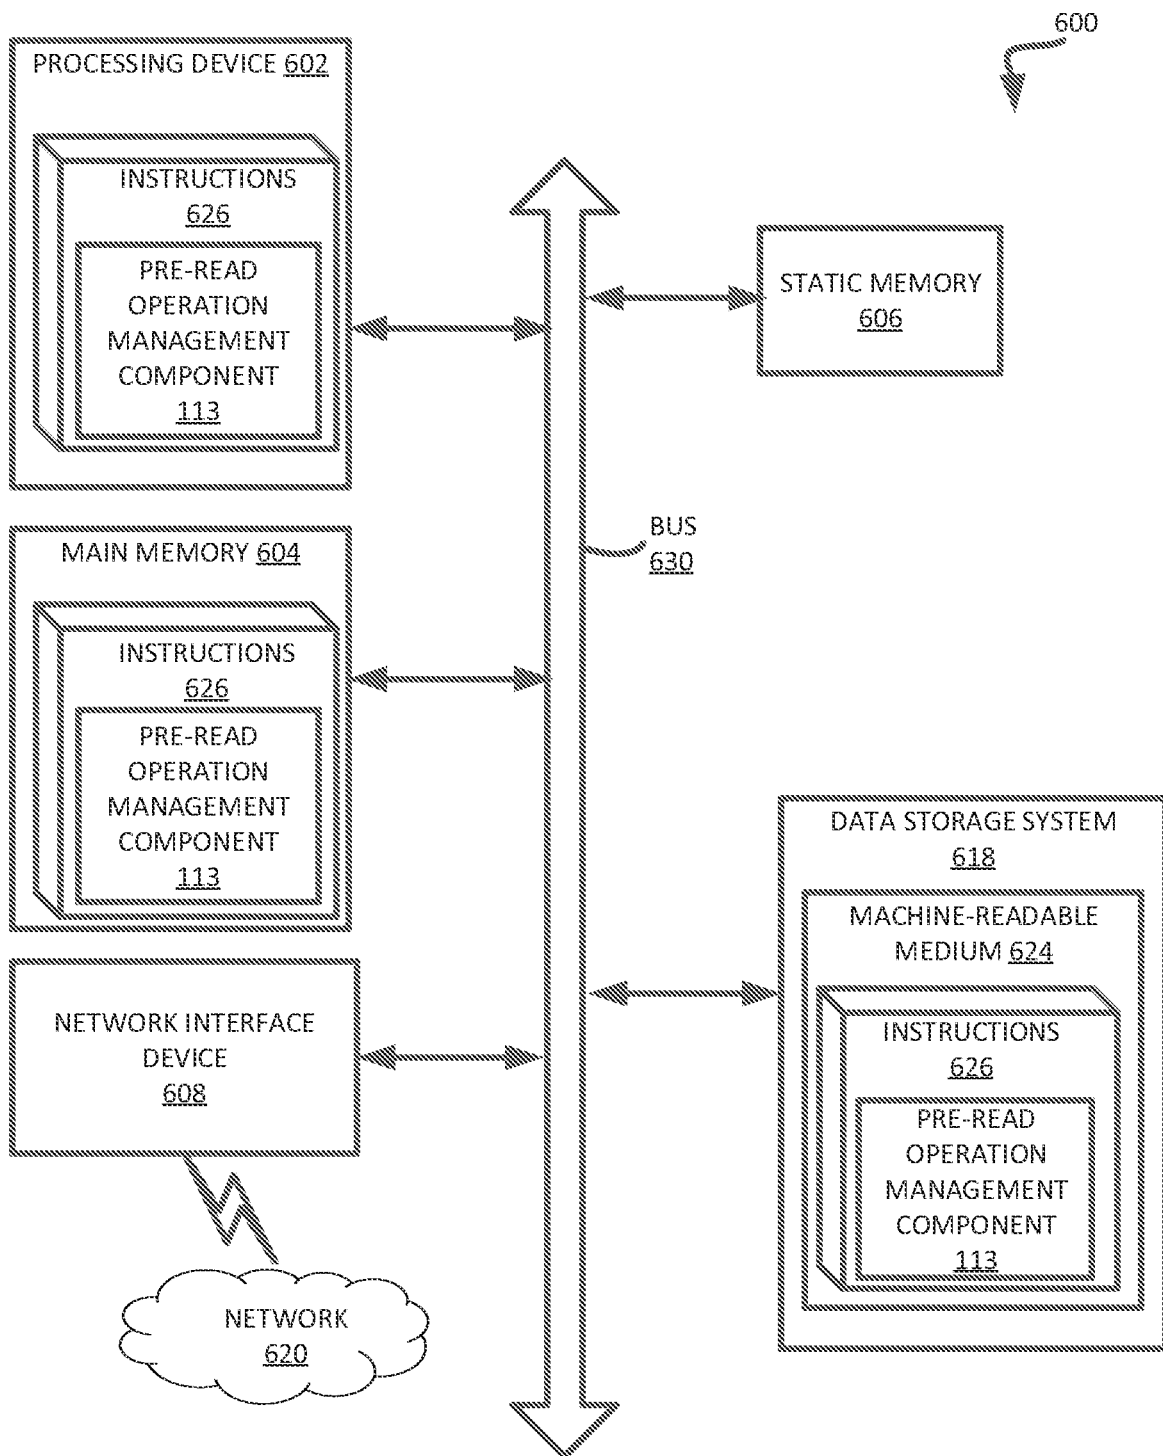 600
PROCESSING DEVICE 602
INSTRUCTIONS
626
PRE-READ
OPERATION
MANAGEMENT
COMPONENT
113
STATIC MEMORY
606
BUS
630
MAIN MEMORY 604
INSTRUCTIONS
626
PRE-READ
OPERATION
MANAGEMENT
COMPONENT
113
DATA STORAGE SYSTEM
618
MACHINE-READABLE
MEDIUM 624
INSTRUCTIONS
626
PRE-READ
OPERATION
MANAGEMENT
COMPONENT
113
NETWORK INTERFACE
DEVICE
608
NETWORK
620